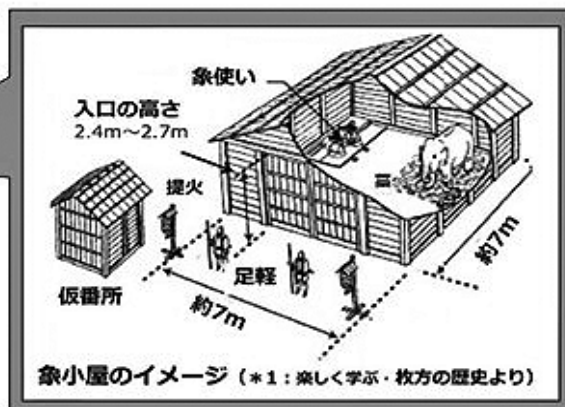 象使い
入口の高さ
2.4m～2.7m
提火
仮番所
足軽
約7m
約7m
象小屋のイメージ（＊1：楽しく学ぶ・枚方の歴史より）